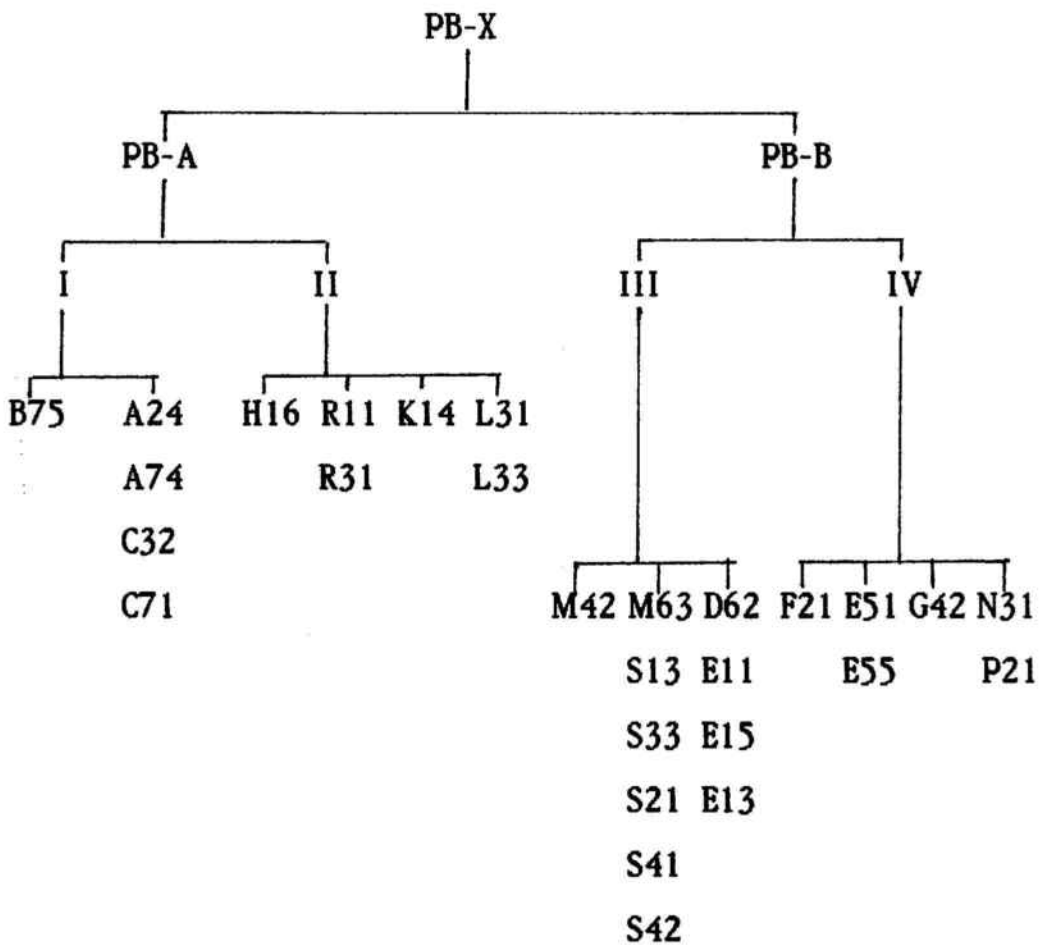 PB-X
PB-A PB-B
I II III IV
B75 A24 H16 R11 K14 L31
A74 R31 L33
C32
C71
M42 M63 D62 F21 E51 G42 N31
S13 E11 E55 P21
S33 E15
S21 E13
S41
S42